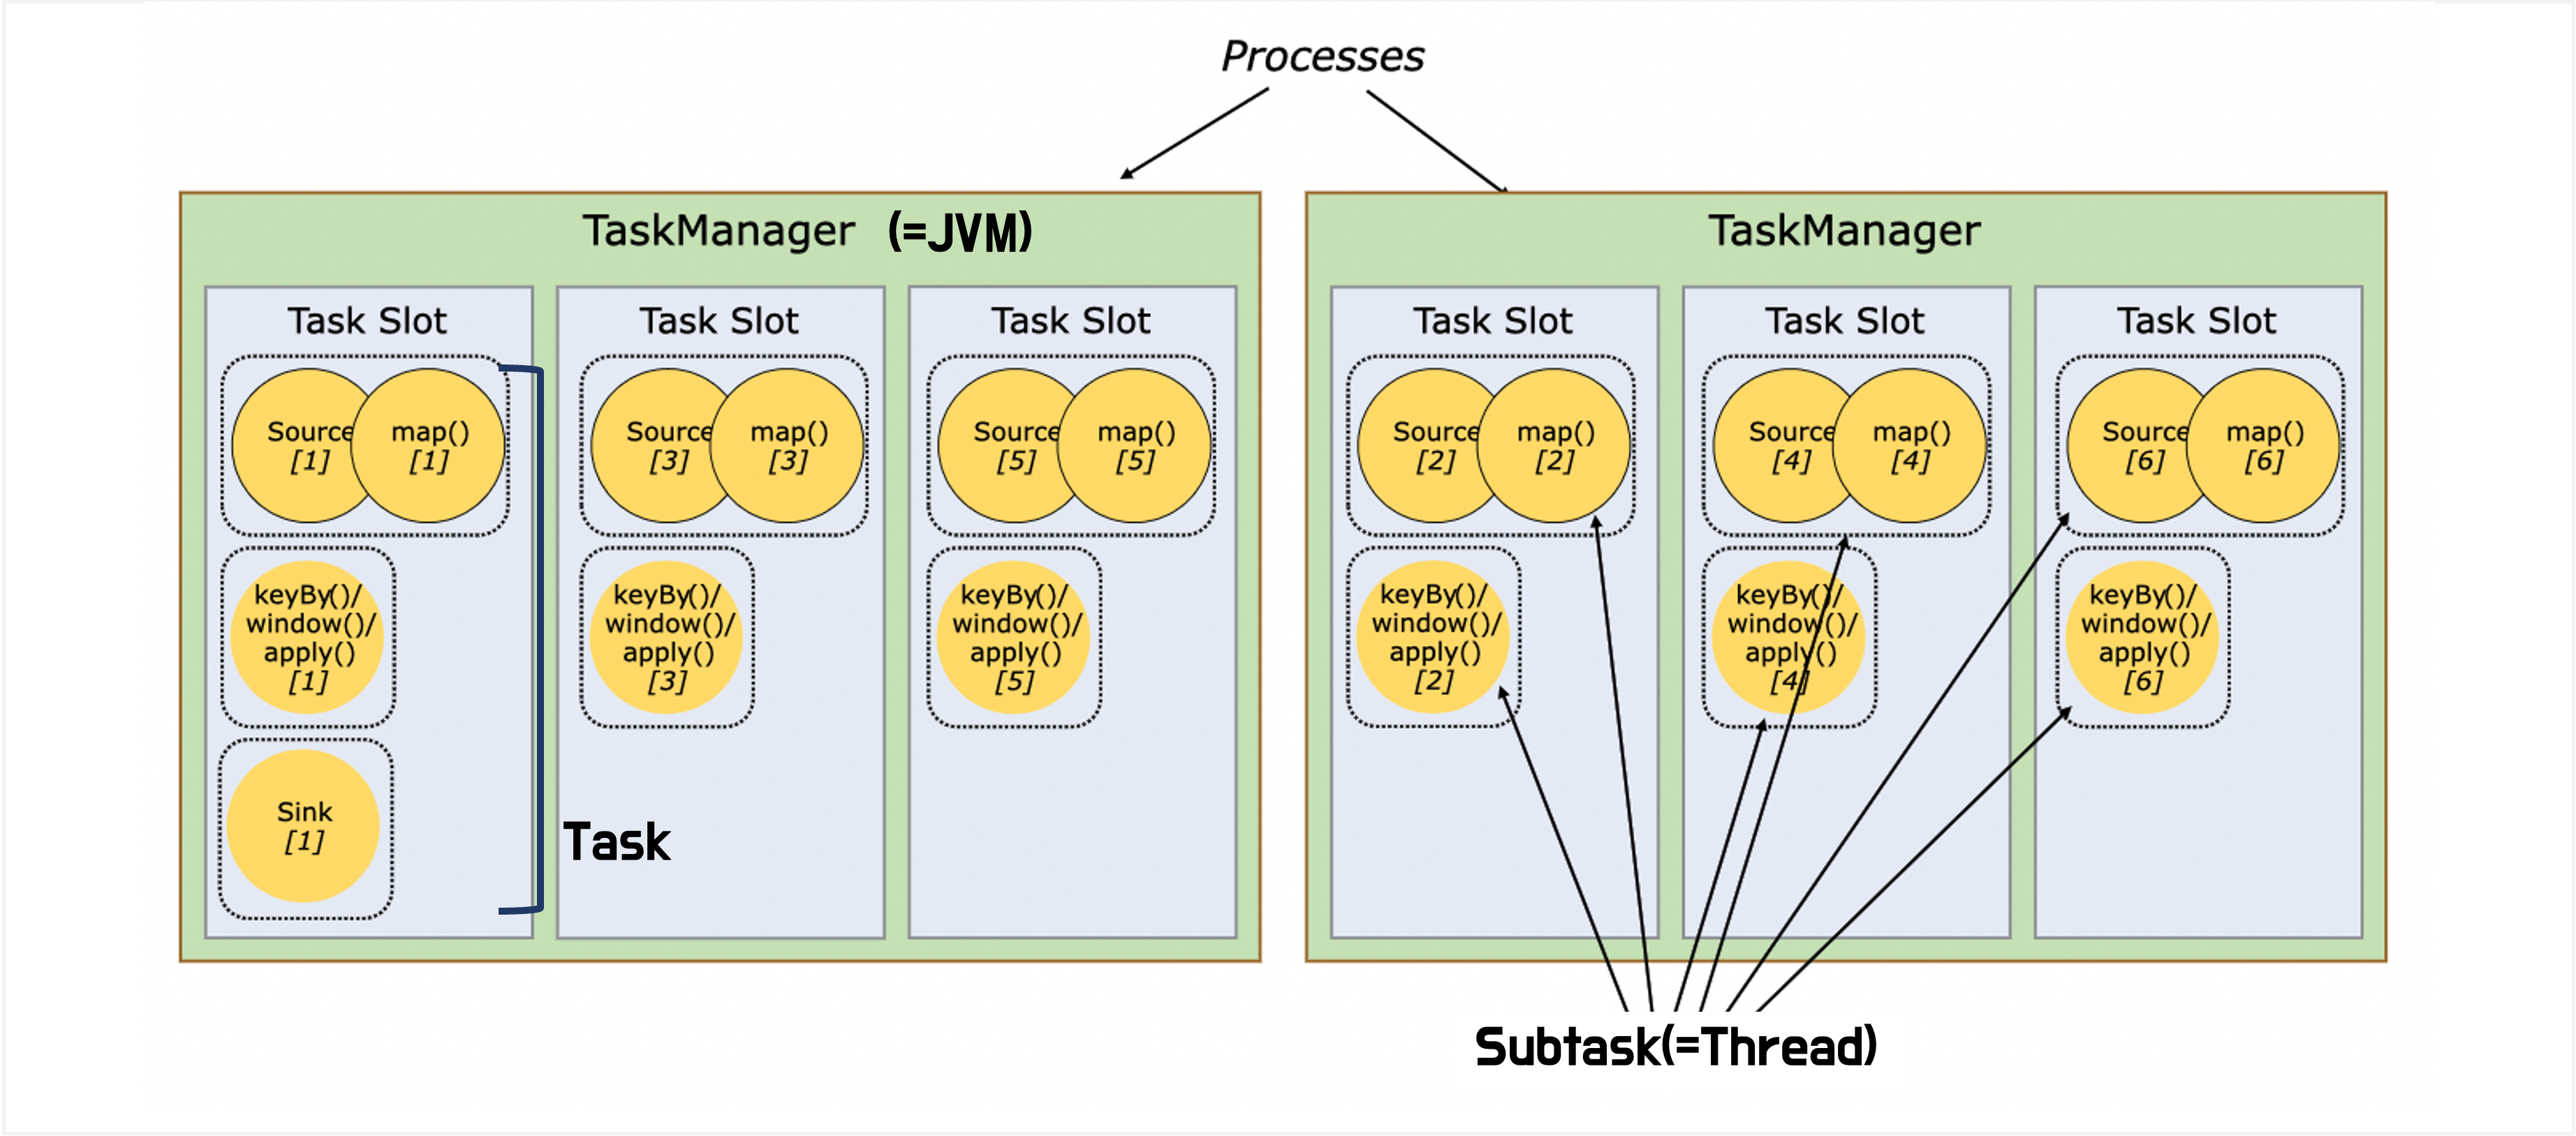 Processes
TaskManager (=JVM)
Task Slot
Source
[1]
map()
[1]
keyBy()/
window()/
apply()
[1]
Sink
[1]
Task
Task Slot
Source
[3]
map()
[3]
keyBy()/
window()/
apply()
[3]
Task Slot
Source
[5]
map()
[5]
keyBy()/
window()/
apply()
[5]
TaskManager
Task Slot
Source
[2]
map()
[2]
keyBy()/
window()/
apply()
[2]
Task Slot
Source
[4]
map()
[4]
keyBy()/
window()/
apply()
[4]
Task Slot
Source
[6]
map()
[6]
keyBy()/
window()/
apply()
[6]
Subtask(=Thread)